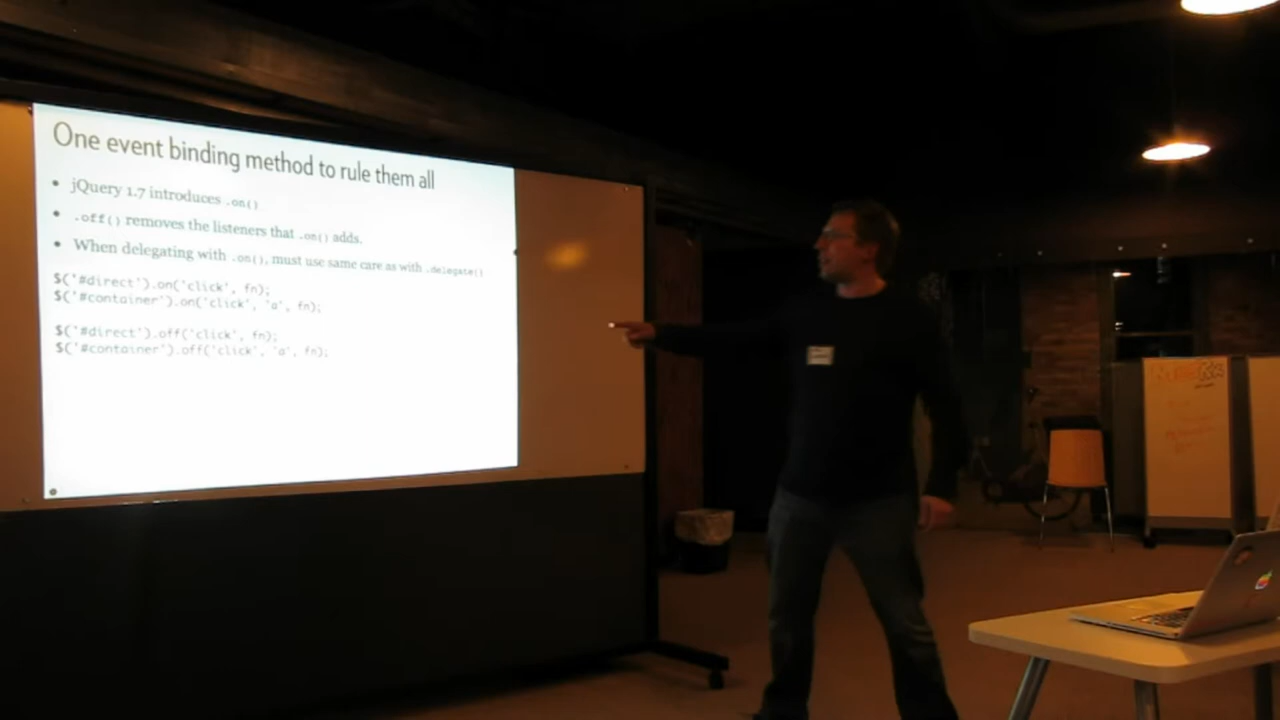 One event binding method to rule them all
• jQuery 1.7 introduces .on()
• .off() removes the listeners that .on() adds.
• When delegating with .on(), must use same care as with .delegate()
$('#direct').on('click', fn);
$('#container').on('click', 'a', fn);
$('#direct').off('click', fn);
$('#container').off('click', 'a', fn);